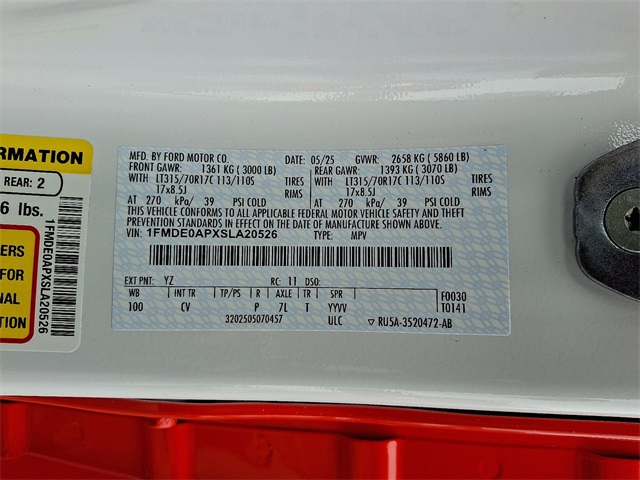 RMATION
REAR: 2
6 lbs.
ERS
FOR
NAL
TION
1FMDE0APXSLA20526
MFD. BY FORD MOTOR CO. DATE: 05/25 GVWR: 2658 KG ( 5860 LB)
FRONT GAWR: 1361 KG ( 3000 LB) REAR GAWR: 1393 KG ( 3070 LB)
WITH LT315/70R17C 113/110S TIRES WITH LT315/70R17C 113/110S TIRES
17x8.5J RIMS 17x8.5J RIMS
AT 270 kPa/ 39 PSI COLD AT 270 kPa/ 39 PSI COLD
THIS VEHICLE CONFORMS TO ALL APPLICABLE FEDERAL MOTOR VEHICLE SAFETY AND THEFT
PREVENTION STANDARDS IN EFFECT ON THE DATE OF MANUFACTURE SHOWN ABOVE.
VIN: 1FMDE0APXSLA20526 TYPE: MPV
EXT PNT: YZ RC: 11 DSO:
WB INT TR TP/PS R AXLE TR SPR F0030
100 CV P 7L T YYVV T0141
3202505070457 ULC ▽ RU5A-3520472-AB